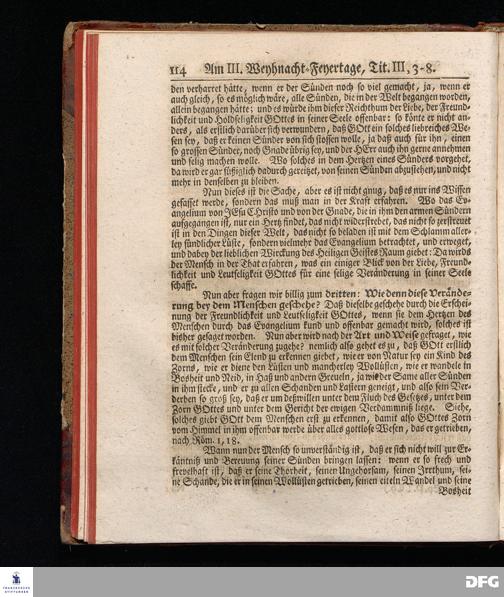 114 Am III. Weyhnacht-Feyertage, Tit. III, 3-8.
den verharret hätte, wenn er der Sünden noch so viel gemacht, ja, wenn er
auch gleich, so es möglich wäre, alle Sünden, die in der Welt begangen worden,
allein begangen hätte: und es würde ihm dieser Reichthum der Liebe, der Freund-
lichkeit und Holdseligkeit GOttes in seiner Seele offenbar: so könte er nicht an-
ders, als erstlich darüber sich verwundern, daß GOtt ein solches liebreiches We-
sen sey, daß er keinen Sünder von sich stossen wolle, ja daß auch für ihn, einen
so grossen Sünder, noch Gnade übrig sey, und der HErr auch ihn gerne annehmen
und selig machen wolle. Wo solches in dem Hertzen eines Sünders vorgehet,
da wird er gar süßiglich dadurch gereitzet, von seinen Sünden abzustehen, und nicht
mehr in denselben zu bleiben.
Nun dieses ist die Sache, aber es ist nicht gnug, daß es nur ins Wissen
gefasset werde, sondern das muß man in der Kraft erfahren. Wo das Ev-
angelium von JEsu Christo und von der Gnade, die in ihm den armen Sündern
aufgegangen ist, nur ein Hertz findet, das nicht widerstrebet, das nicht so zerstreuet
ist in den Dingen dieser Welt, das nicht so beladen ist mit dem Schlamm aller-
ley sündlicher Lüste, sondern vielmehr das Evangelium betrachtet, und erweget,
und dabey der lieblichen Wirckung des Heiligen Geistes Raum giebet: Da wirds
der Mensch in der That erfahren, was ein einiger Blick von der Liebe, Freund-
lichkeit und Leutseligkeit GOttes für eine selige Veränderung in seiner Seele
schaffe.
Nun aber fragen wir billig zum dritten: Wie denn diese Verände-
rung bey dem Menschen geschehe? Daß dieselbe geschehe durch die Erschei-
nung der Freundlichkeit und Leutseligkeit GOttes, wenn sie dem Hertzen des
Menschen durch das Evangelium kund und offenbar gemacht wird, solches ist
bisher gesaget worden. Nun aber wird nach der Art und Weise gefraget, wie
es mit solcher Veränderung zugehe? nemlich also gehet es zu, daß GOtt erstlich
dem Menschen sein Elend zu erkennen giebet, wie er von Natur sey ein Kind des
Zorns, wie er diene den Lüsten und mancherley Wollüsten, wie er wandele in
Bosheit und Neid, in Haß und andern Greueln, ja wie der Same aller Sünden
in ihm stecke, und er zu allen Schanden und Lastern geneigt, und also sein Ver-
derben so groß sey, daß er um deßwillen unter dem Fluch des Gesetzes, unter dem
Zorn GOttes und unter dem Gericht der ewigen Verdammniß liege. Siehe,
solches giebt GOtt dem Menschen erst zu erkennen, damit also GOttes Zorn
vom Himmel in ihm offenbar werde über alles gottlose Wesen, das er getrieben,
nach Röm. 1, 18.
Wann nun der Mensch so unverständig ist, daß er sich nicht will zur Er-
käntniß und Bereuung seiner Sünden bringen lassen: wenn er so frech und
frevelhaft ist, daß er seine Thorheit, seinen Ungehorsam, seinen Irrthum, sei-
ne Schande, die er in seinen Wollüsten getrieben, seinen eiteln Wandel und seine
Bosheit
FRANCKESCHE
STIFTUNGEN
DFG